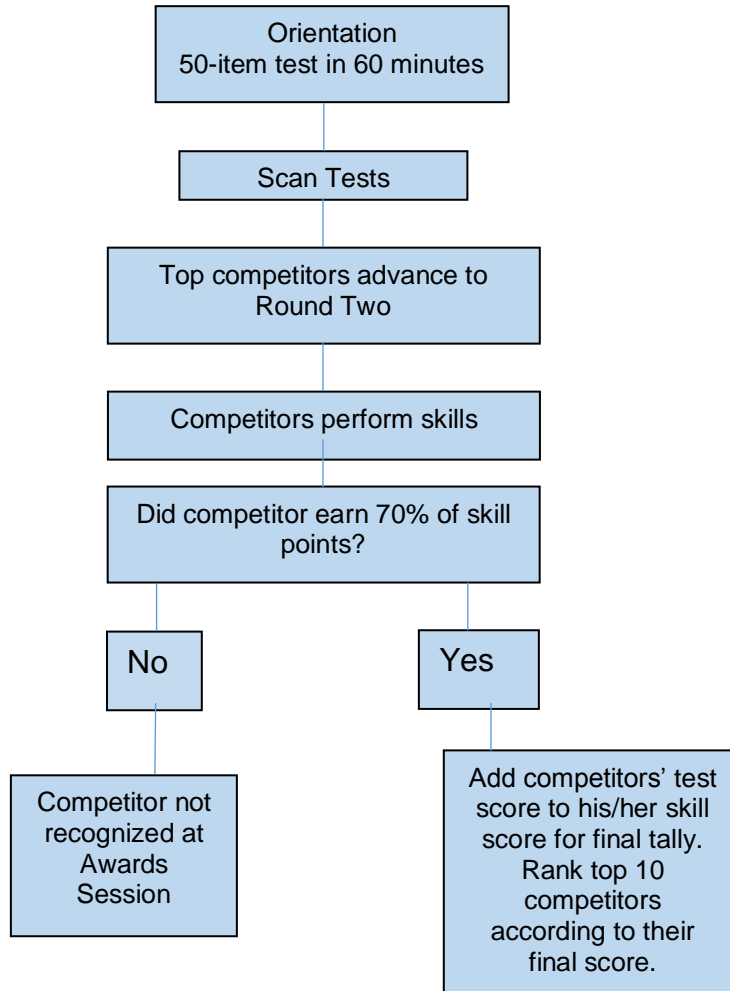 Orientation
50-item test in 60 minutes
Scan Tests
Top competitors advance to
Round Two
Competitors perform skills
Did competitor earn 70% of skill
points?
No
Yes
Competitor not
recognized at
Awards
Session
Add competitors’ test
score to his/her skill
score for final tally.
Rank top 10
competitors
according to their
final score.